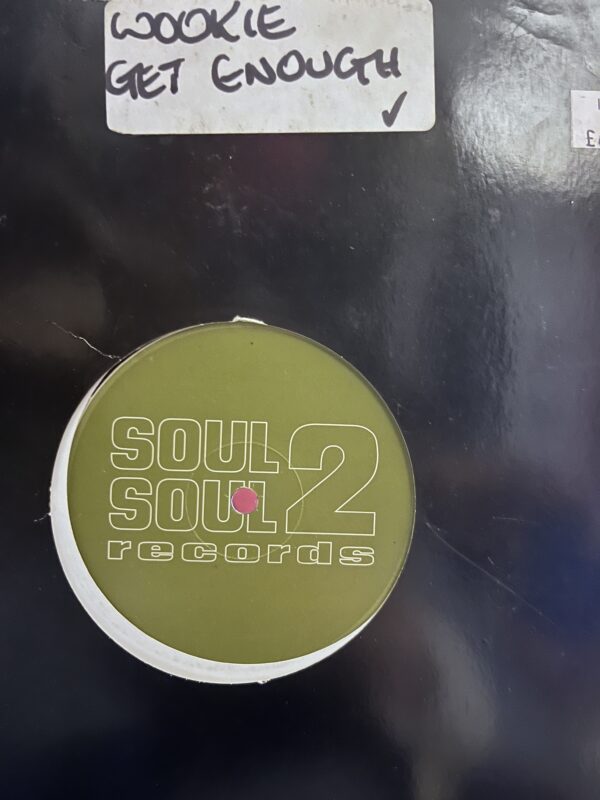 WOOKIE
GET ENOUGH ✓
£
SOUL 2
SOUL
records